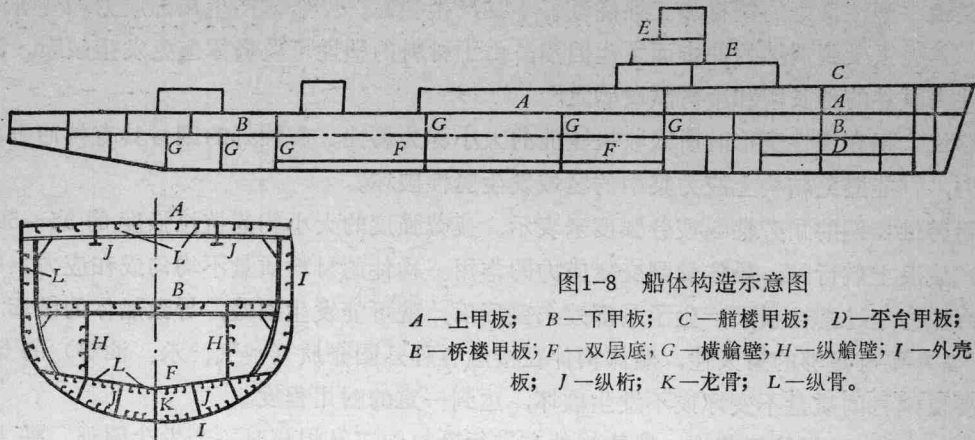 E E C
A A
B G G G B
G G G F F D
A
J L J
L I
B
H H
L F
J K J
I
图1-8 船体构造示意图
A—上甲板; B—下甲板; —艏楼甲板; D—平台甲板;
E—桥楼甲板; F—双层底; G—横艙壁; H—纵艙壁; I—外壳
板; J—纵桁; K—龙骨; L—纵骨。